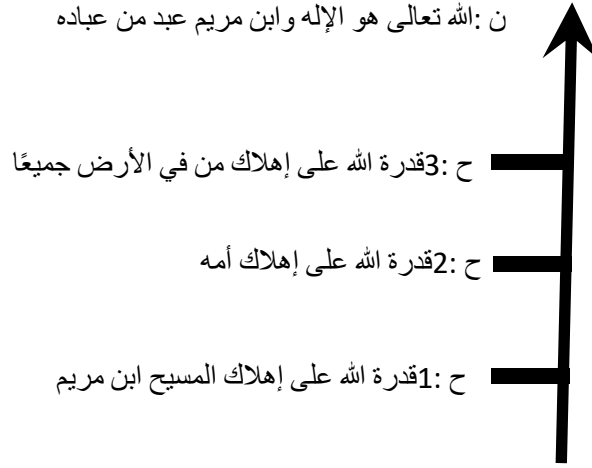 ن :الله تعالى هو الإله وابن مريم عبد من عباده
ح :3قدرة الله على إهلاك من في الأرض جميعًا
ح :2قدرة الله على إهلاك أمه
ح :1قدرة الله على إهلاك المسيح ابن مريم